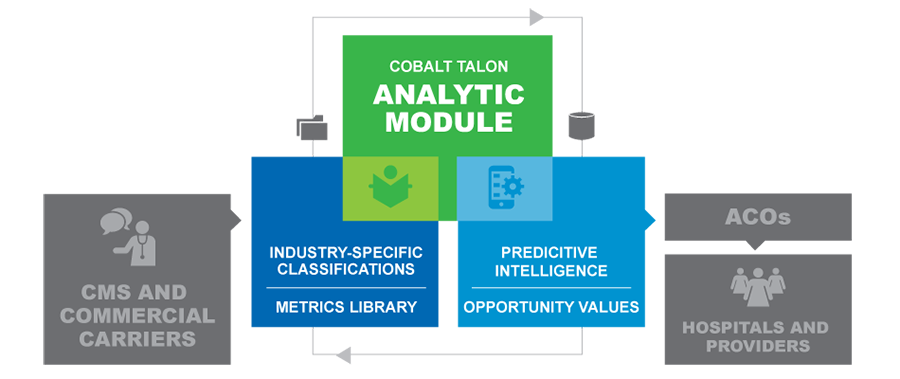 COBALT TALON
ANALYTIC
MODULE
INDUSTRY-SPECIFIC
CLASSIFICATIONS
METRICS LIBRARY
PREDICITIVE
INTELLIGENCE
OPPORTUNITY VALUES
CMS AND
COMMERCIAL
CARRIERS
ACOs
HOSPITALS AND
PROVIDERS